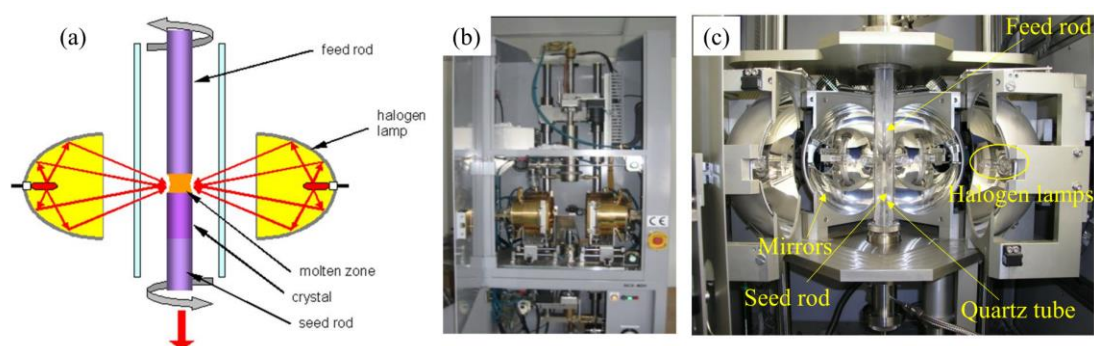 (a)
feed rod
halogen
lamp
molten zone
crystal
seed rod
(b)
CE
(c)
Feed rod
Halogen lamps
Mirrors
Seed rod
Quartz tube